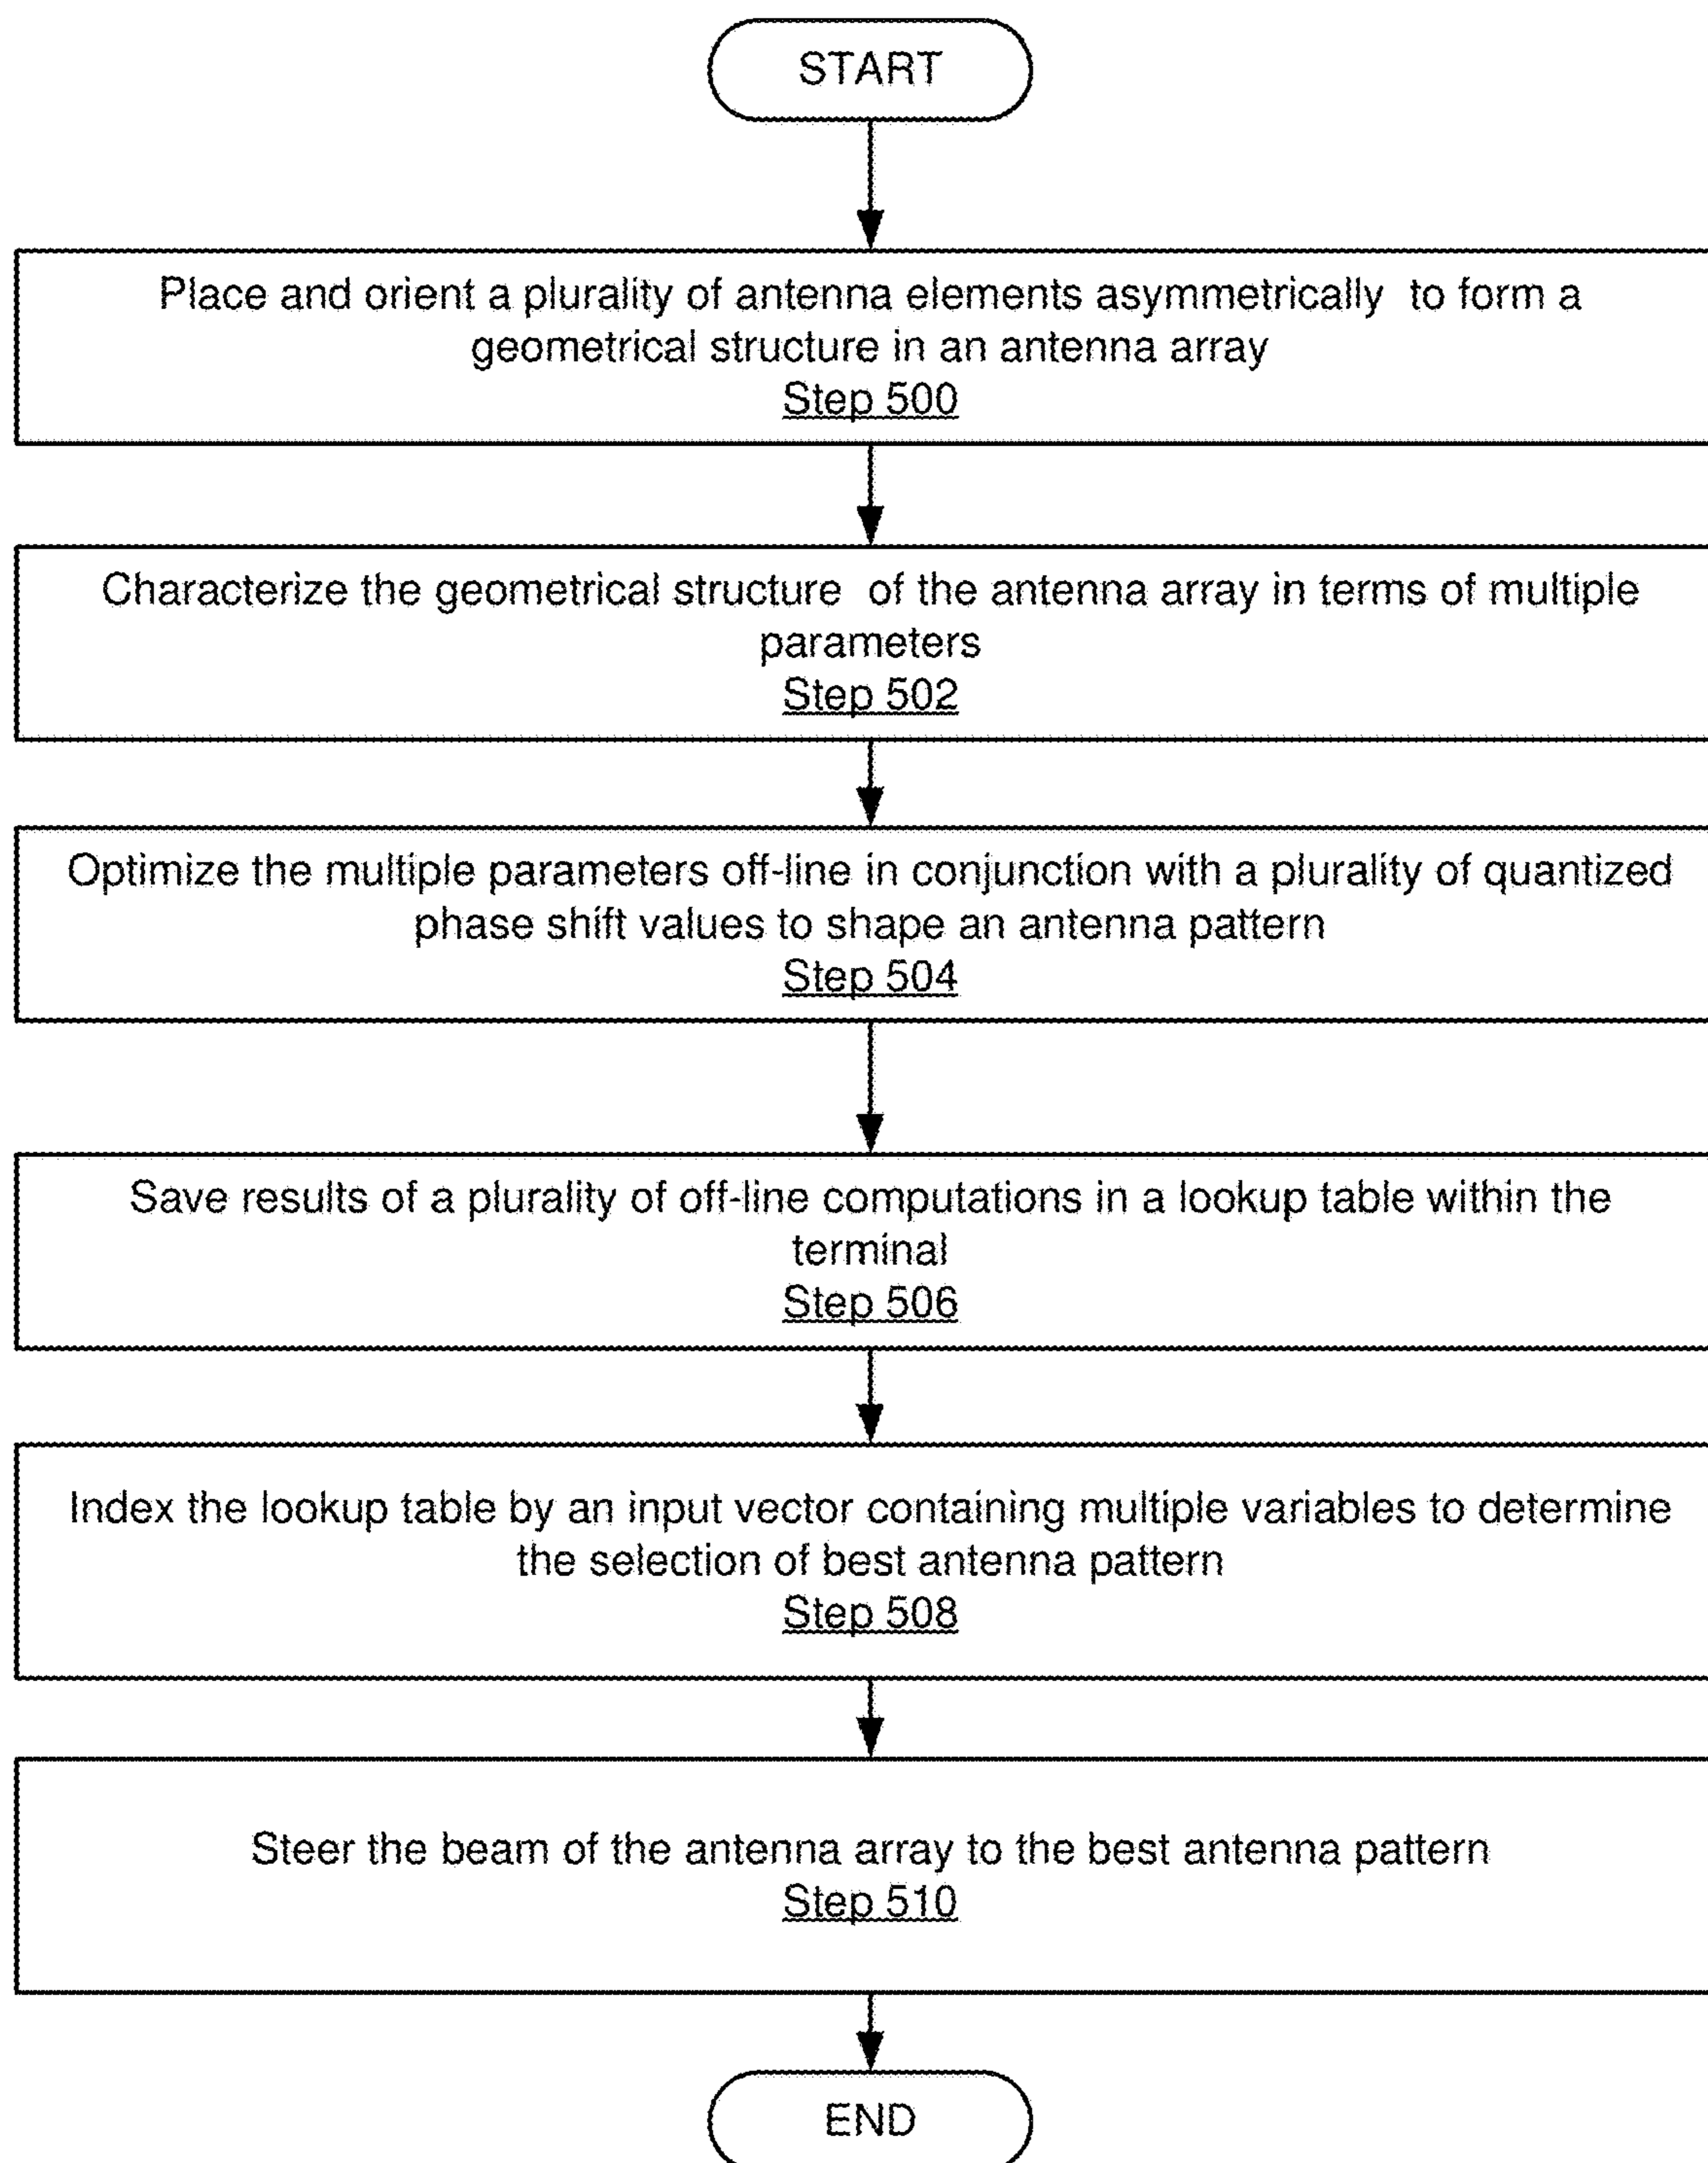 START
Place and orient a plurality of antenna elements asymmetrically to form a
geometrical structure in an antenna array
Step 500
Characterize the geometrical structure of the antenna array in terms of multiple
parameters
Step 502
Optimize the multiple parameters off-line in conjunction with a plurality of quantized
phase shift values to shape an antenna pattern
Step 504
Save results of a plurality of off-line computations in a lookup table within the
terminal
Step 506
Index the lookup table by an input vector containing multiple variables to determine
the selection of best antenna pattern
Step 508
Steer the beam of the antenna array to the best antenna pattern
Step 510
END